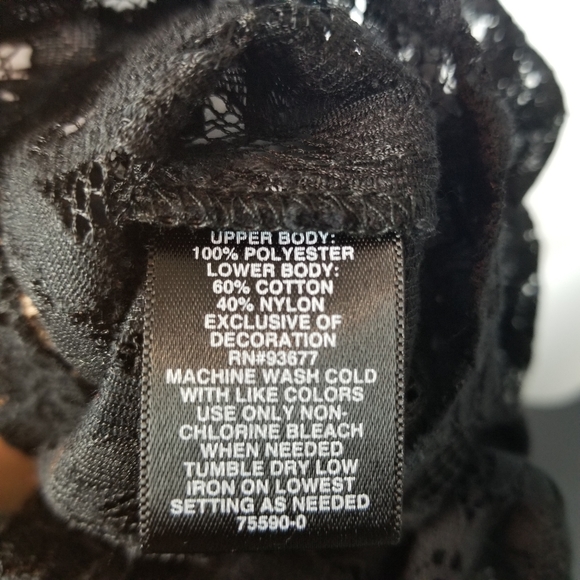 UPPER BODY:
100% POLYESTER
LOWER BODY:
60% COTTON
40% NYLON
EXCLUSIVE OF
DECORATION
RN#93677
MACHINE WASH COLD
WITH LIKE COLORS
USE ONLY NON-
CHLORINE BLEACH
WHEN NEEDED
TUMBLE DRY LOW
IRON ON LOWEST
SETTING AS NEEDED
75590-0